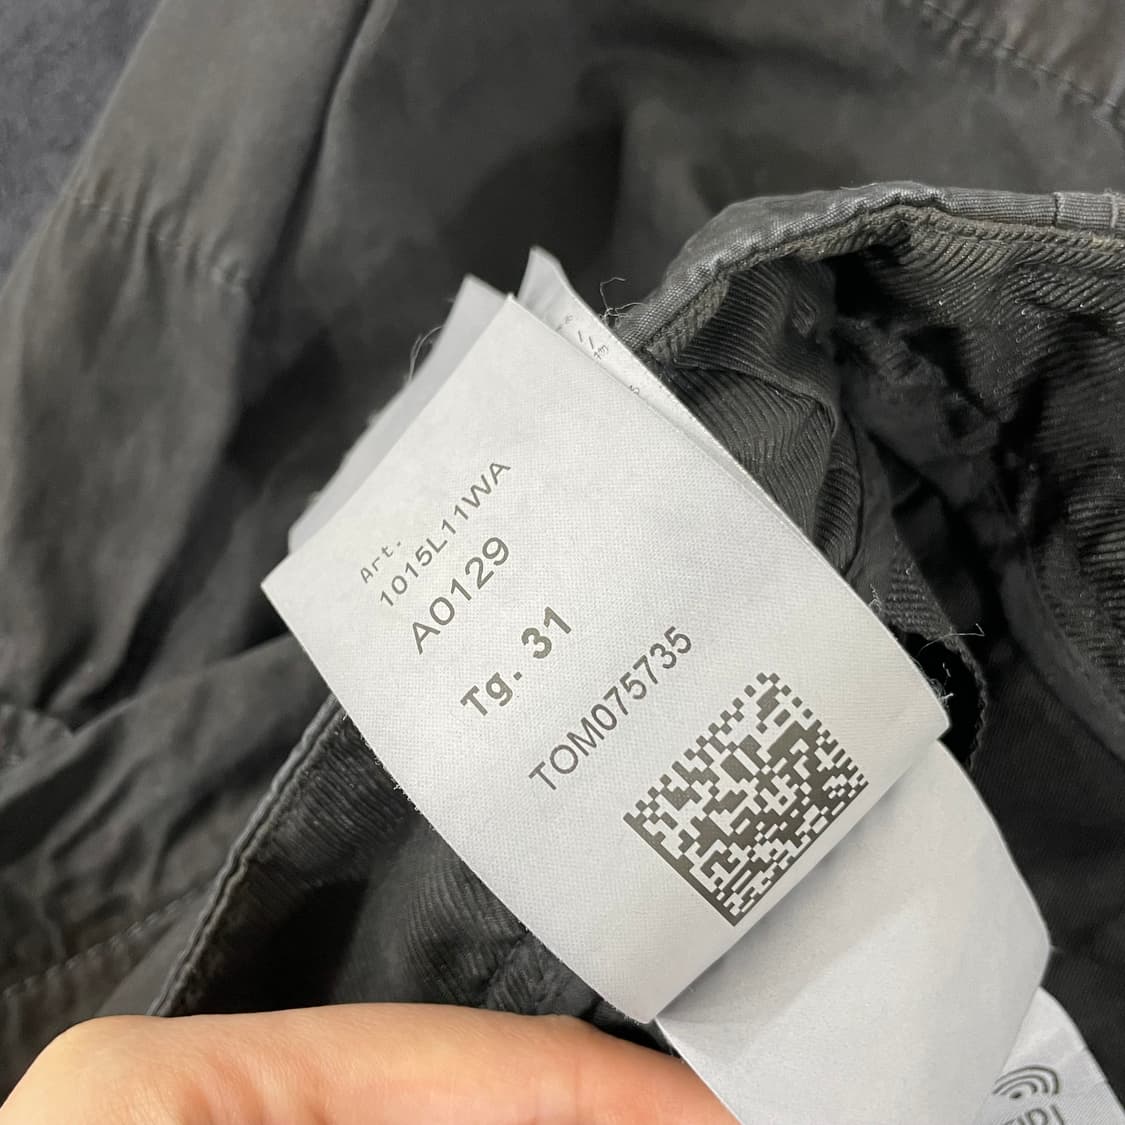 Art.
1015L11WA
A0129
Tg. 31
TOM075735